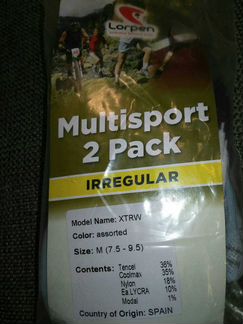 Lorpen
Multisport
2 Pack
IRREGULAR
Model Name: XTRW
Color: assorted
Size: M (7.5 - 9.5)
Contents: Tencel 36%
Coolmax 35%
Nylon 18%
Ea LYCRA 10%
Modal 1%
Country of Origin: SPAIN